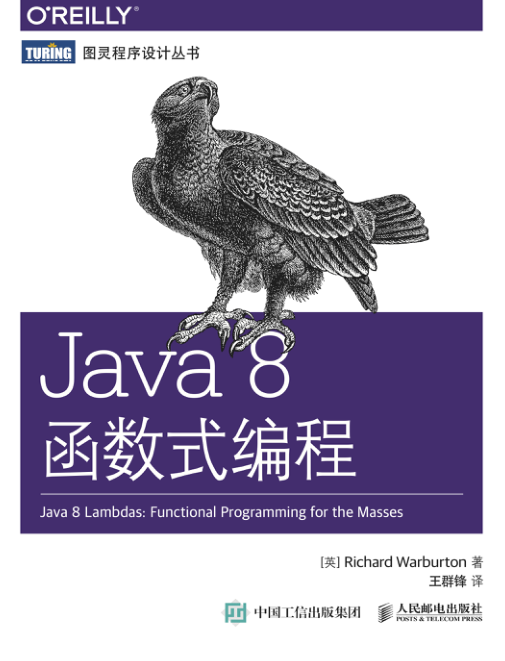 O'REILLY®
TURING 图灵程序设计丛书
Java 8
函数式编程
Java 8 Lambdas: Functional Programming for the Masses
[英] Richard Warburton 著
王群锋 译
中国工信出版集团
人民邮电出版社
POSTS & TELECOM PRESS